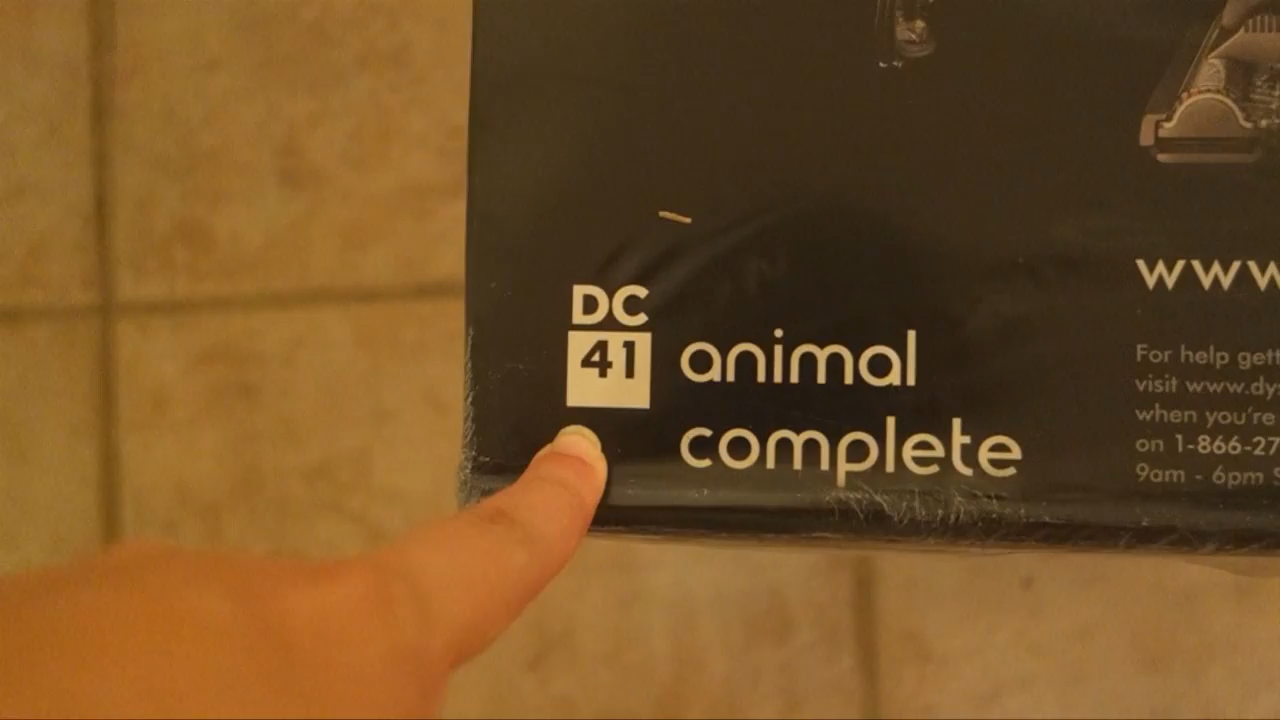 DC
41
animal
complete
www
For help gett
visit www.dy
when you're
on 1-866-27
9am - 6pm S